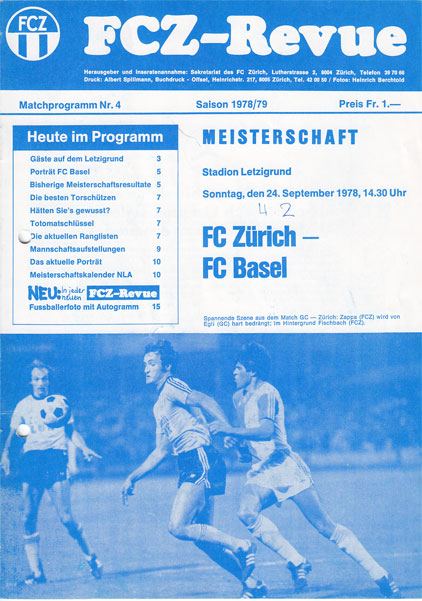 FCZ
FCZ-Revue
Herausgeber und Inseratenannahme: Sekretariat des FC Zürich, Lutherstrasse 2, 8004 Zürich, Telefon 39 70 66
Druck: Albert Spillmann, Buchdruck – Offset, Heinrichstr. 217, 8005 Zürich, Tel. 42 00 50 / Fotos: Heinrich Berchtold
Matchprogramm Nr. 4 Saison 1978/79 Preis Fr. 1.—
Heute im Programm
Gäste auf dem Letzigrund 3
Porträt FC Basel 5
Bisherige Meisterschaftsresultate 5
Die besten Torschützen 7
Hätten Sie's gewusst? 7
Totomatschlüssel 7
Die aktuellen Ranglisten 7
Mannschaftsaufstellungen 9
Das aktuelle Porträt 10
Meisterschaftskalender NLA 10
NEU: In jeder neuen FCZ-Revue
Fussballerfoto mit Autogramm 15
MEISTERSCHAFT
Stadion Letzigrund
Sonntag, den 24. September 1978, 14.30 Uhr
4 2
FC Zürich —
FC Basel
Spannende Szene aus dem Match GC — Zürich: Zappa (FCZ) wird von
Egli (GC) hart bedrängt; im Hintergrund Fischbach (FCZ).